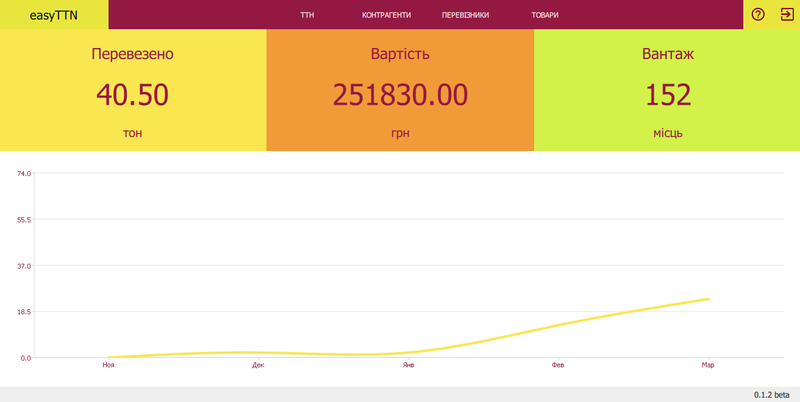 easyTTN
ТТН КОНТРАГЕНТИ ПЕРЕВІЗНИКИ ТОВАРИ
Перевезено
40.50
тон
Вартість
251830.00
грн
Вантаж
152
місць
74.0
55.5
37.0
18.5
0.0
Ноя Дек Янв Фев Мар
0.1.2 beta